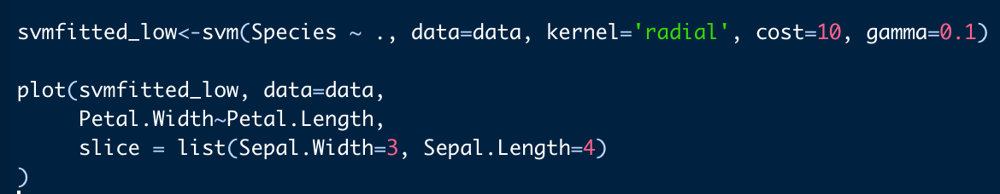 svmfitted_low<-svm(Species ~ ., data=data, kernel='radial', cost=10, gamma=0.1)
plot(svmfitted_low, data=data,
Petal.Width~Petal.Length,
slice = list(Sepal.Width=3, Sepal.Length=4)
)